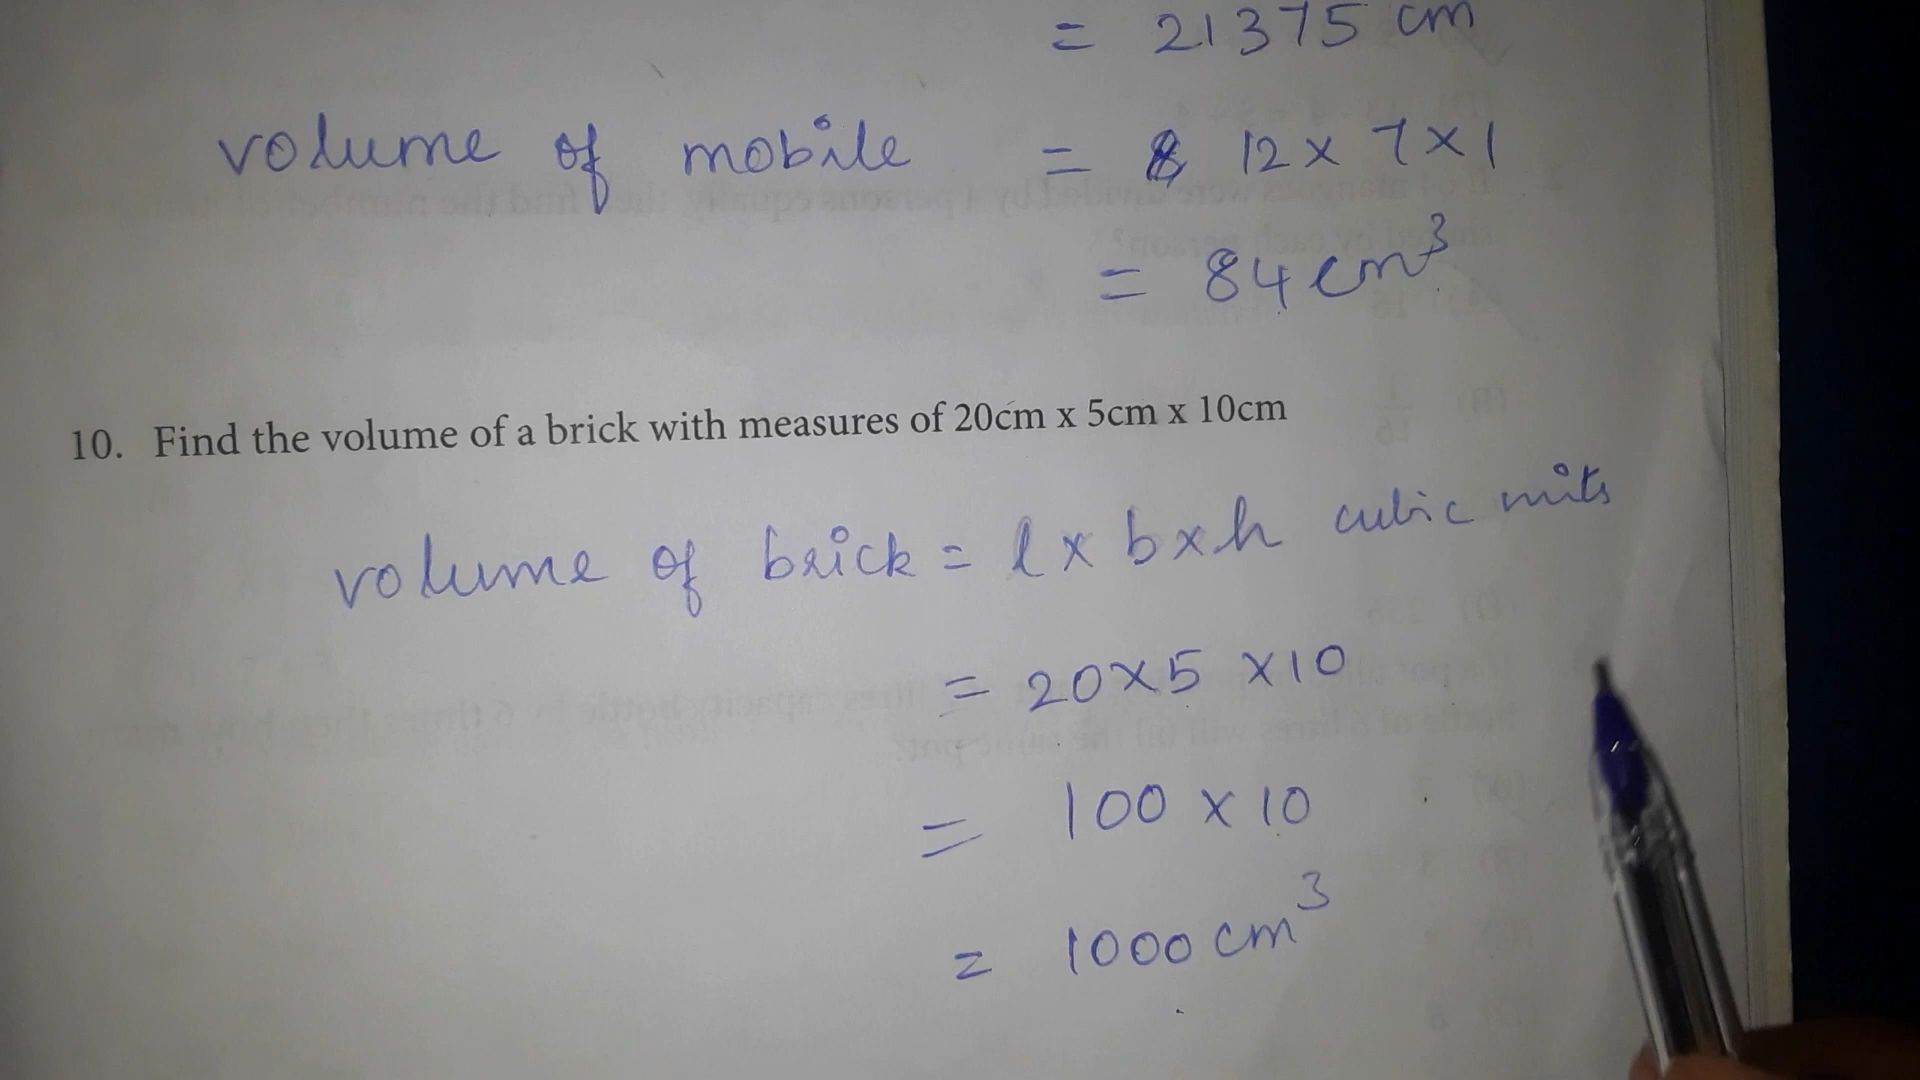 = 21375 cm
volume of mobile = 12 x 7 x 1
= 84 cm³
10. Find the volume of a brick with measures of 20cm x 5cm x 10cm
volume of brick = l x b x h cubic units
= 20 x 5 x 10
= 100 x 10
= 1000 cm³